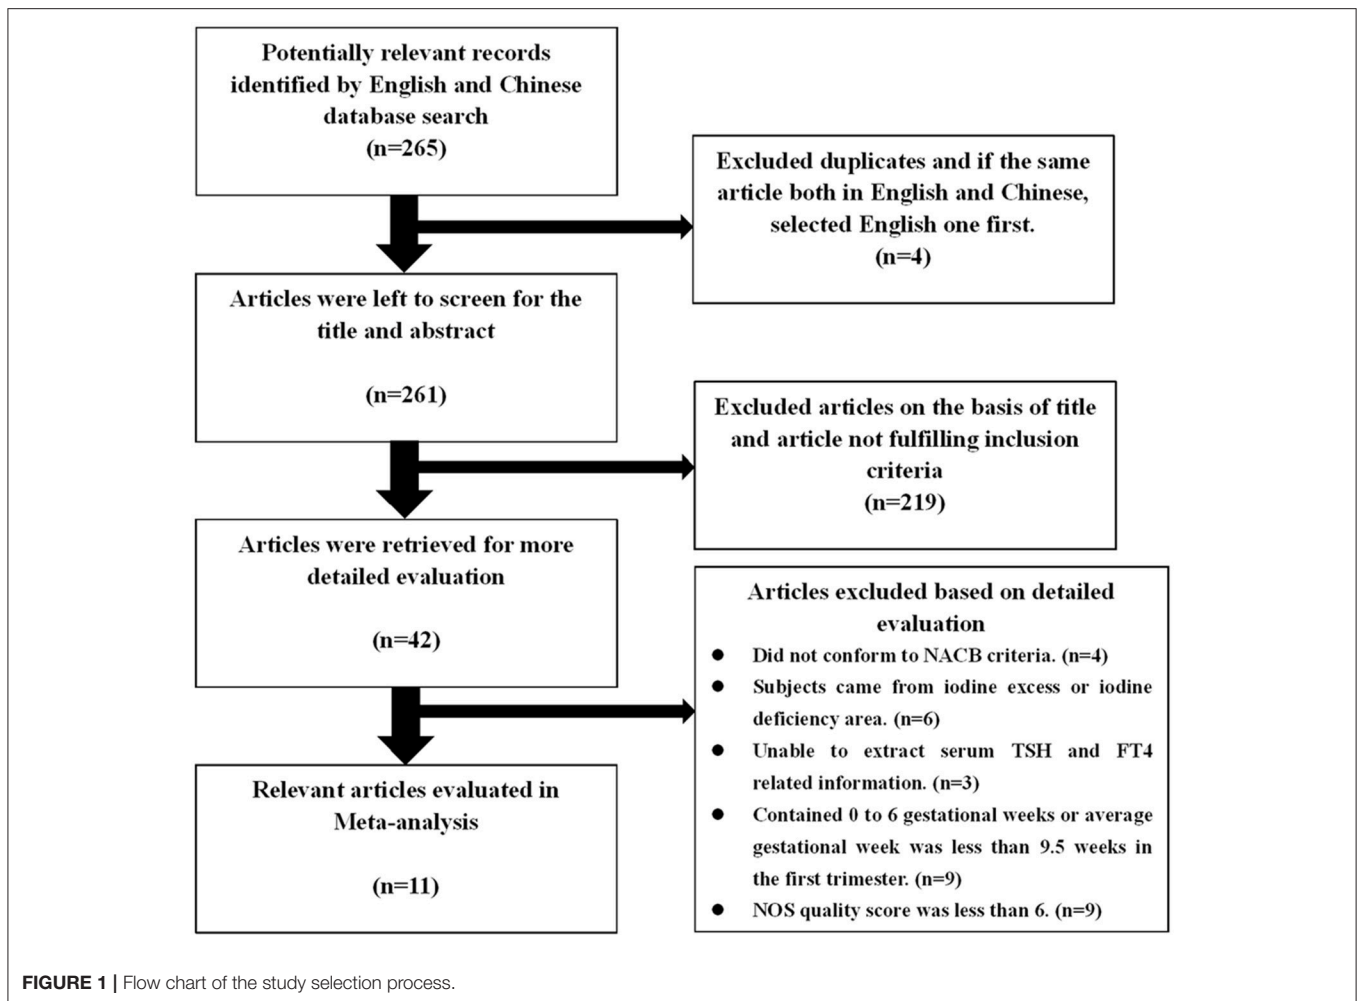 Potentially relevant records
identified by English and Chinese
database search
(n=265)
Excluded duplicates and if the same
article both in English and Chinese,
selected English one first.
(n=4)
Articles were left to screen for the
title and abstract
(n=261)
Excluded articles on the basis of title
and article not fulfilling inclusion
criteria
(n=219)
Articles were retrieved for more
detailed evaluation
(n=42)
Articles excluded based on detailed
evaluation
● Did not conform to NACB criteria. (n=4)
● Subjects came from iodine excess or iodine
deficiency area. (n=6)
● Unable to extract serum TSH and FT4
related information. (n=3)
● Contained 0 to 6 gestational weeks or average
gestational week was less than 9.5 weeks in
the first trimester. (n=9)
● NOS quality score was less than 6. (n=9)
Relevant articles evaluated in
Meta-analysis
(n=11)
FIGURE 1 | Flow chart of the study selection process.